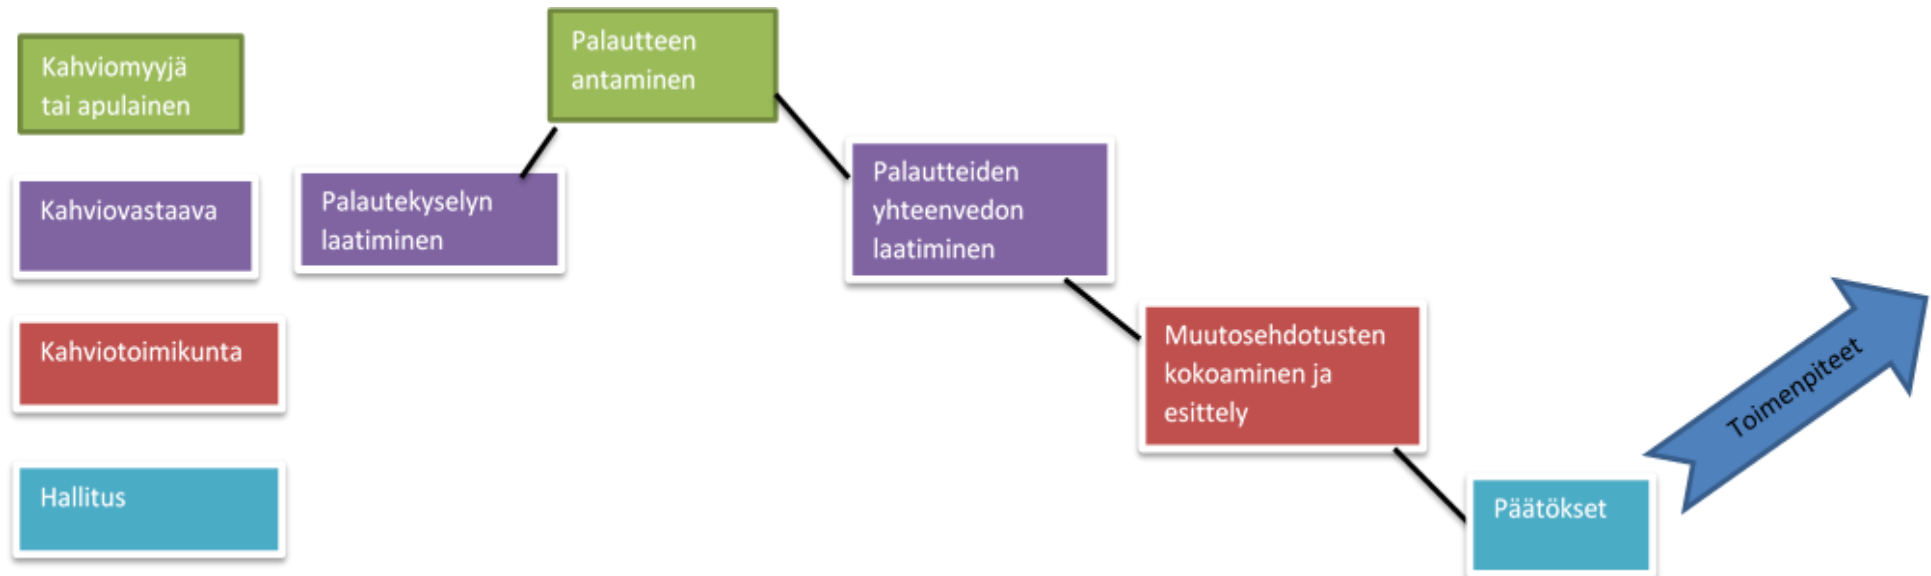 Kahviomyyjä
tai apulainen
Palautteen
antaminen
Kahviovastaava
Palautekyselyn
laatiminen
Palautteiden
yhteenvedon
laatiminen
Kahviotoimikunta
Muutosehdotusten
kokoaminen ja
esittely
Hallitus
Päätökset
Toimenpiteet